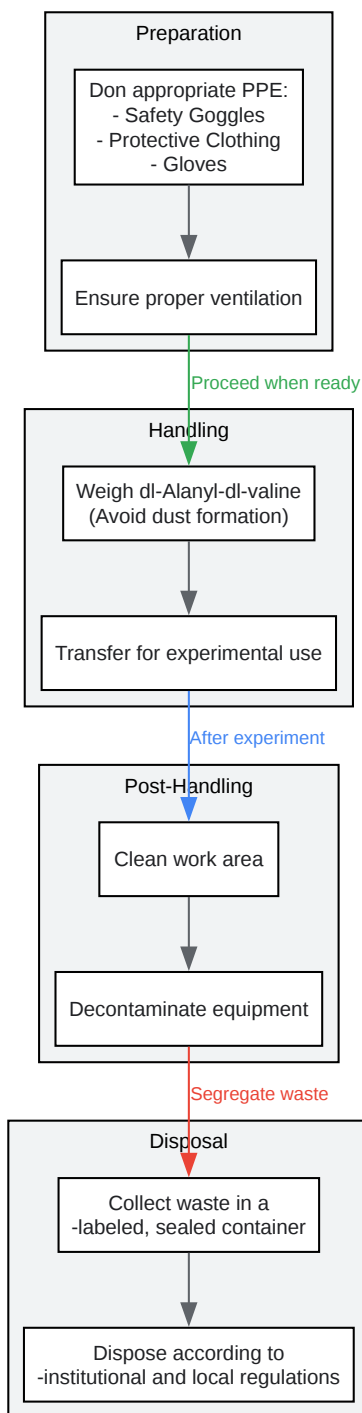 Preparation
Don appropriate PPE:
- Safety Goggles
- Protective Clothing
- Gloves
Ensure proper ventilation
Proceed when ready
Handling
Weigh dl-Alanyl-dl-valine
(Avoid dust formation)
Transfer for experimental use
After experiment
Post-Handling
Clean work area
Decontaminate equipment
Segregate waste
Disposal
Collect waste in a
-labeled, sealed container
Dispose according to
-institutional and local regulations